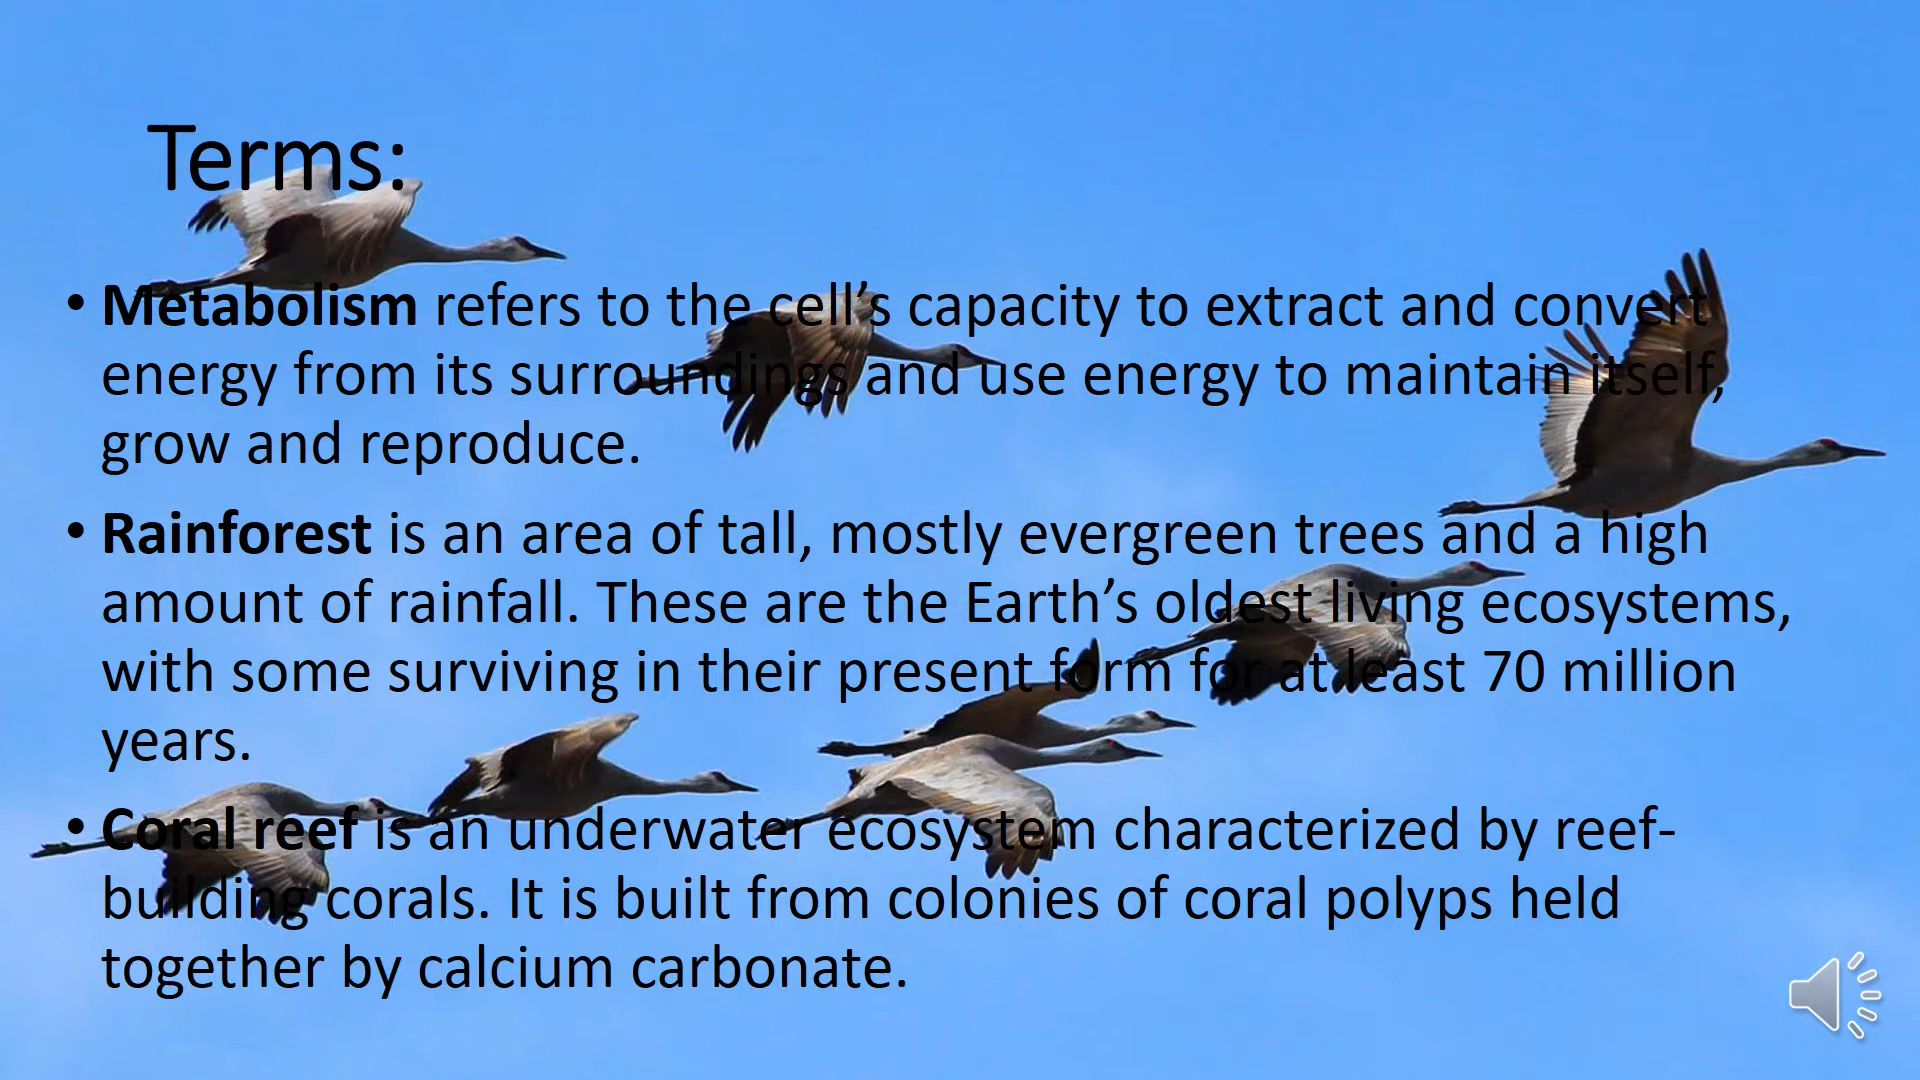 Terms:
• Metabolism refers to the cell’s capacity to extract and convert
energy from its surroundings and use energy to maintain itself,
grow and reproduce.
• Rainforest is an area of tall, mostly evergreen trees and a high
amount of rainfall. These are the Earth’s oldest living ecosystems,
with some surviving in their present form for at least 70 million
years.
• Coral reef is an underwater ecosystem characterized by reef-
building corals. It is built from colonies of coral polyps held
together by calcium carbonate.